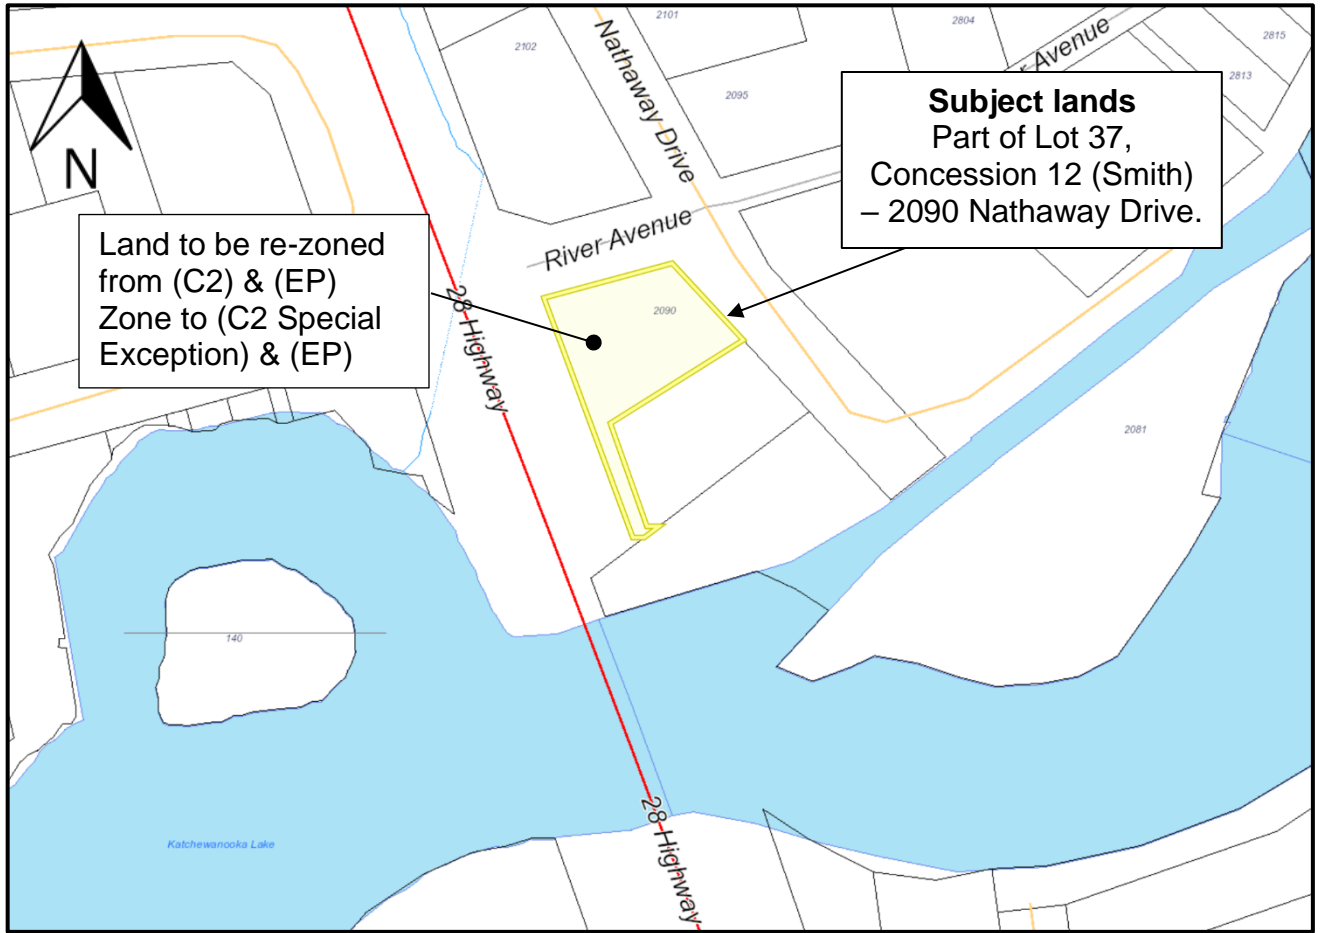 2101
2804
2815
2102
Nathaway Drive
r Avenue
2813
2095
Subject lands
Part of Lot 37,
Concession 12 (Smith)
– 2090 Nathaway Drive.
N
River Avenue
Land to be re-zoned
from (C2) & (EP)
Zone to (C2 Special
Exception) & (EP)
28 Highway
2090
2081
140
28 Highway
Katchewanooka Lake